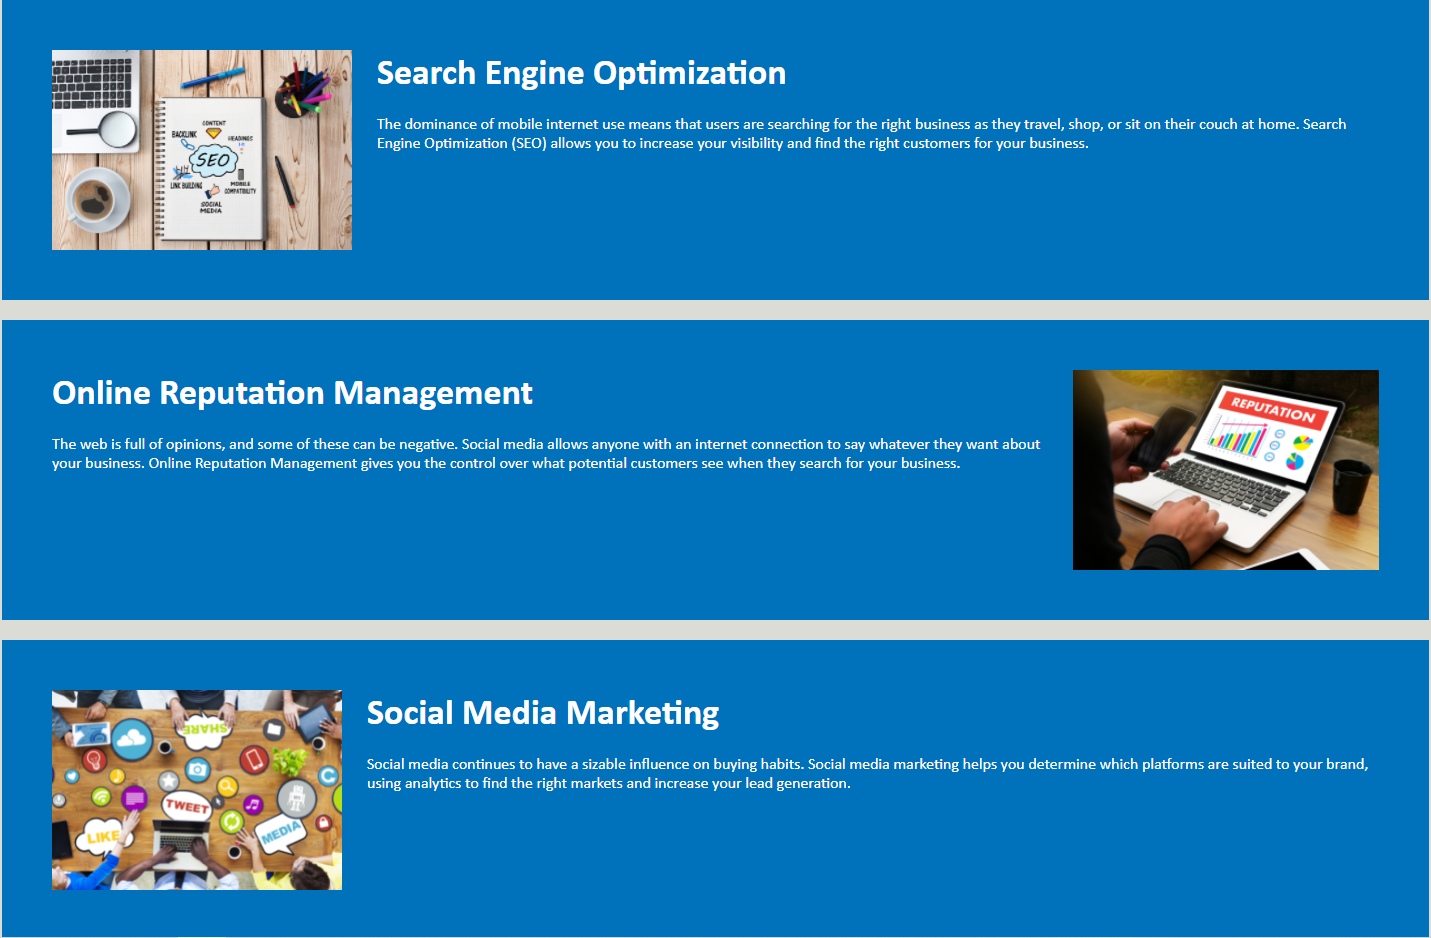 Search Engine Optimization
The dominance of mobile internet use means that users are searching for the right business as they travel, shop, or sit on their couch at home. Search
Engine Optimization (SEO) allows you to increase your visibility and find the right customers for your business.
CONTENT
BACKLINK
HEADINGS
SEO
LINK BUILDING
MOBILE
COMPATIBILITY
SOCIAL
MEDIA
Online Reputation Management
The web is full of opinions, and some of these can be negative. Social media allows anyone with an internet connection to say whatever they want about
your business. Online Reputation Management gives you the control over what potential customers see when they search for your business.
REPUTATION
Social Media Marketing
Social media continues to have a sizable influence on buying habits. Social media marketing helps you determine which platforms are suited to your brand,
using analytics to find the right markets and increase your lead generation.
SHARE
TWEET
LIKE
MEDIA